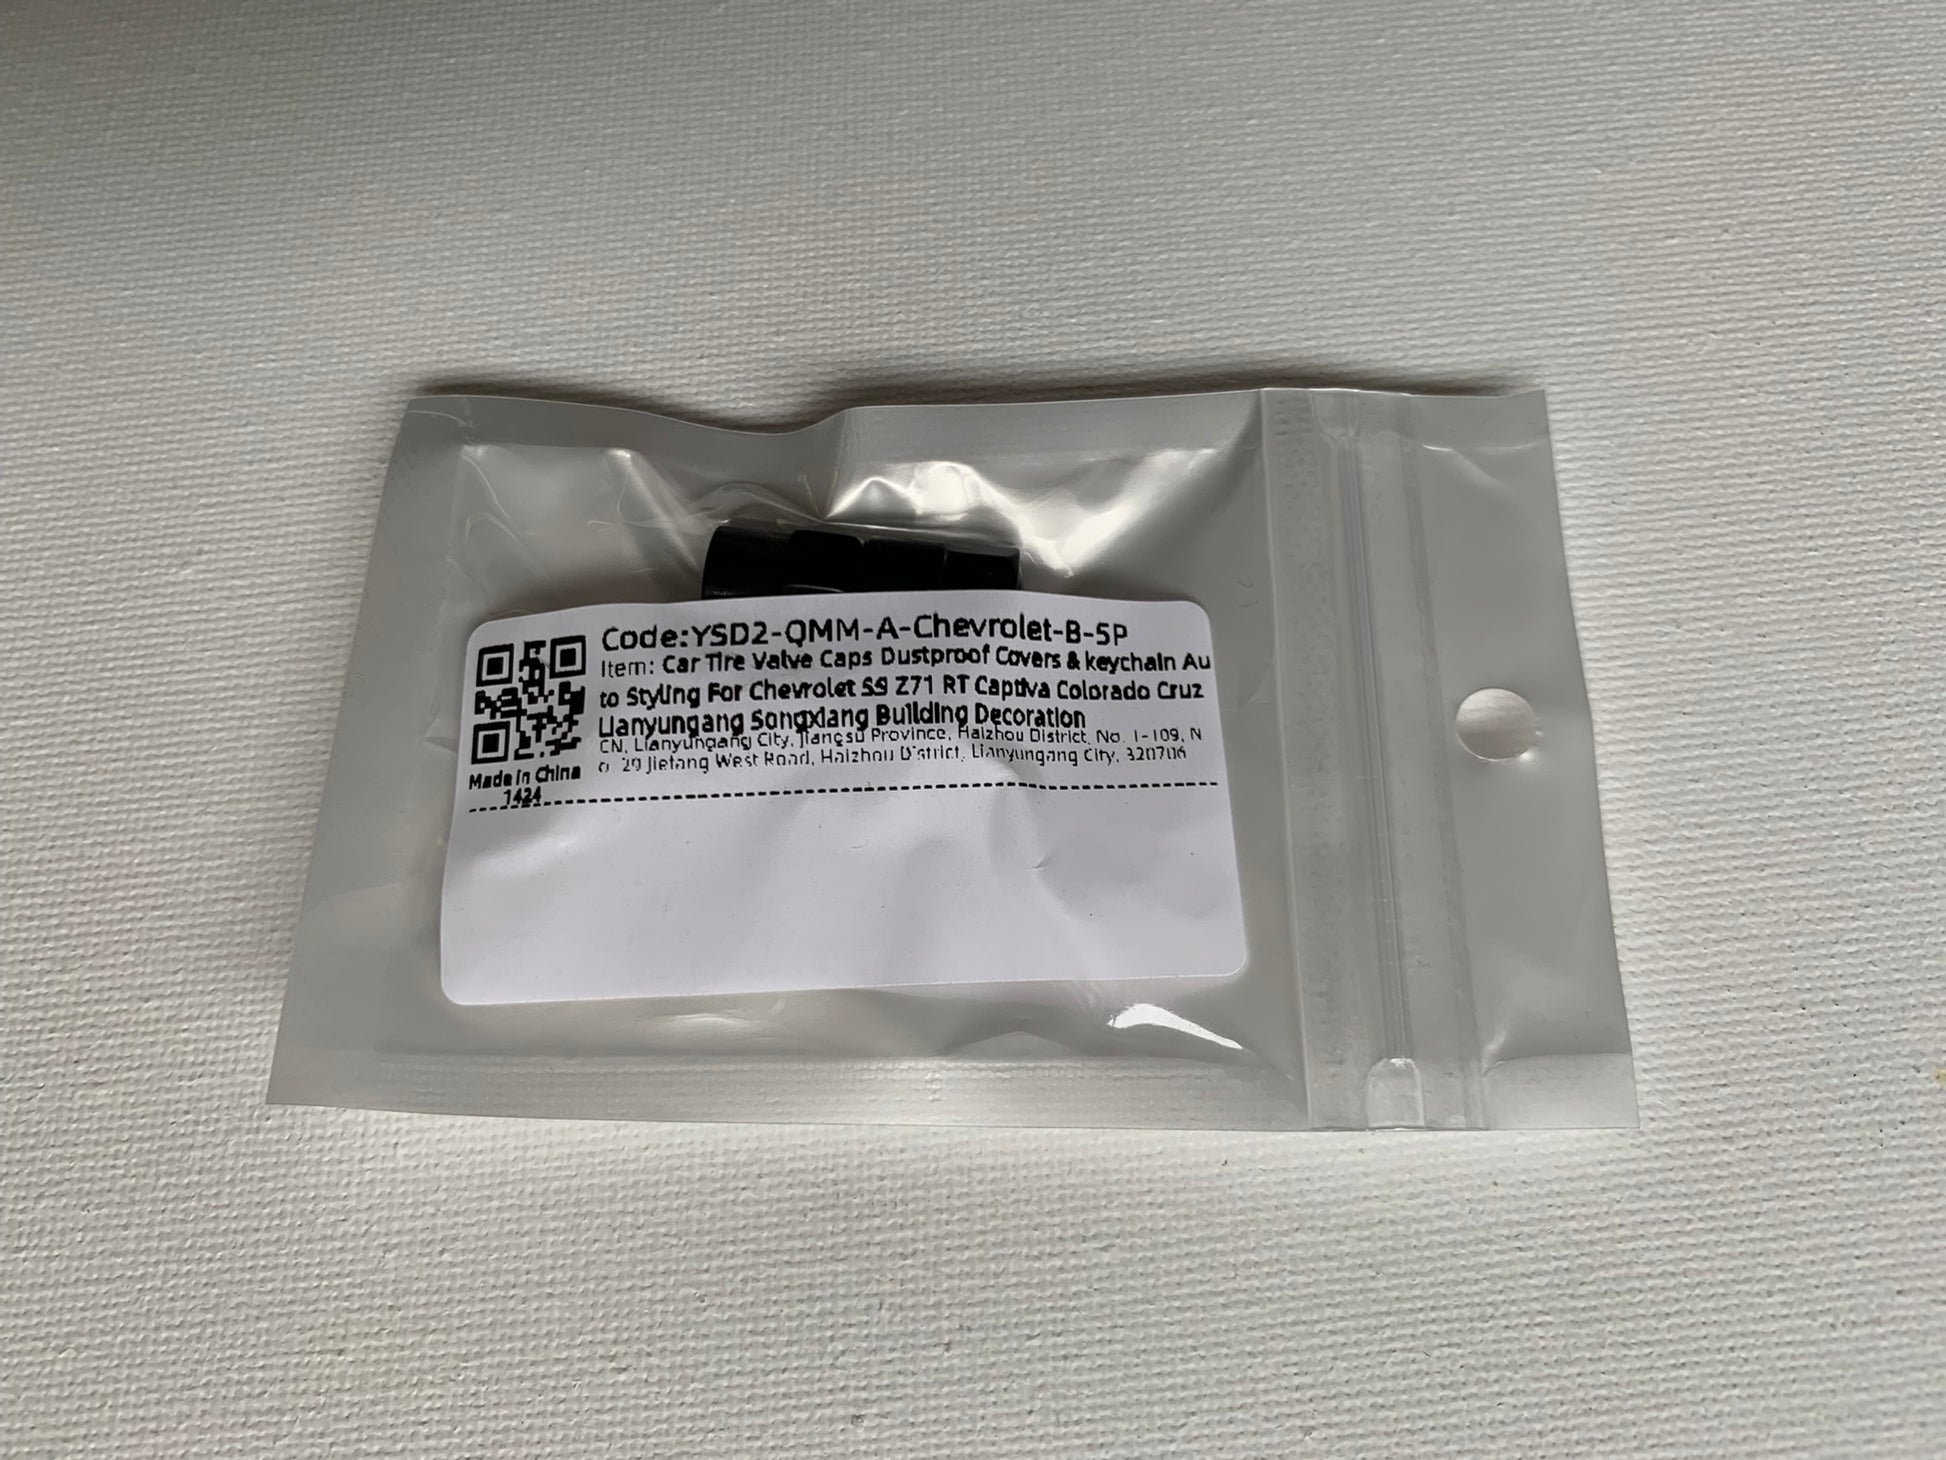 Code:YSD2-QMM-A-Chevrolet-B-5P
Item: Car Tire Valve Caps Dustproof Covers & keychain Au
to Styling For Chevrolet SS Z71 RT Captiva Colorado Cruz
Lianyungang Songxiang Building Decoration
CN, Lianyungang City, Jiangsu Province, Haizhou District, No. 1-109, N
o. 29 Jiefang West Road, Haizhou District, Lianyungang City, 320706
Made in China
1424